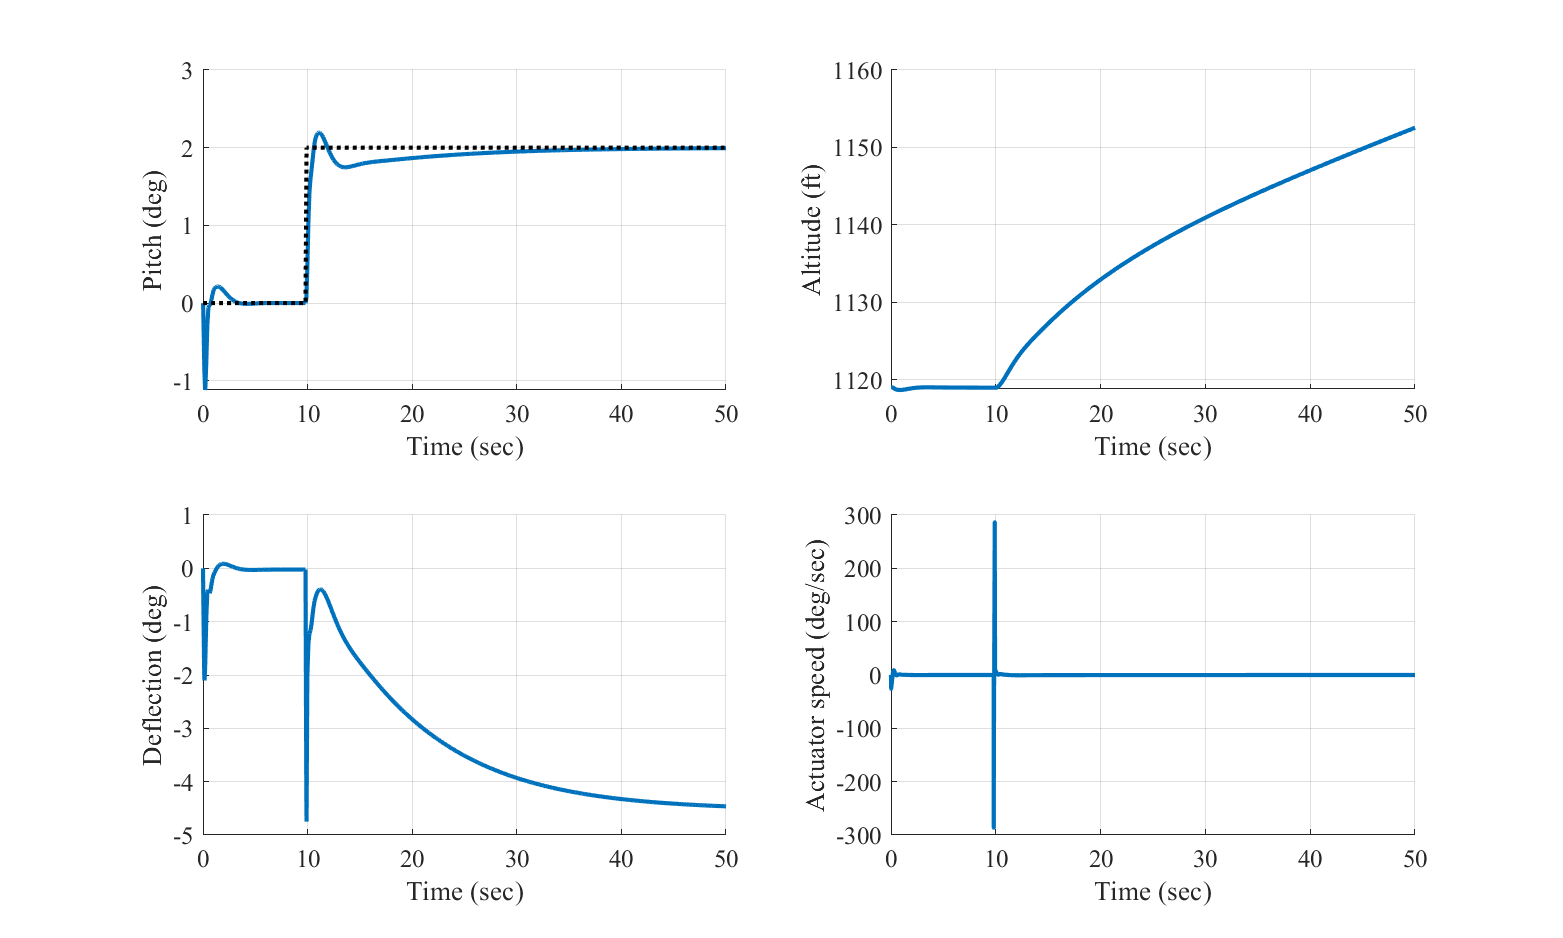 3
2
1
0
-1
Pitch (deg)
0 10 20 30 40 50
Time (sec)
1160
1150
1140
1130
1120
Altitude (ft)
0 10 20 30 40 50
Time (sec)
1
0
-1
-2
-3
-4
-5
Deflection (deg)
0 10 20 30 40 50
Time (sec)
300
200
100
0
-100
-200
-300
Actuator speed (deg/sec)
0 10 20 30 40 50
Time (sec)